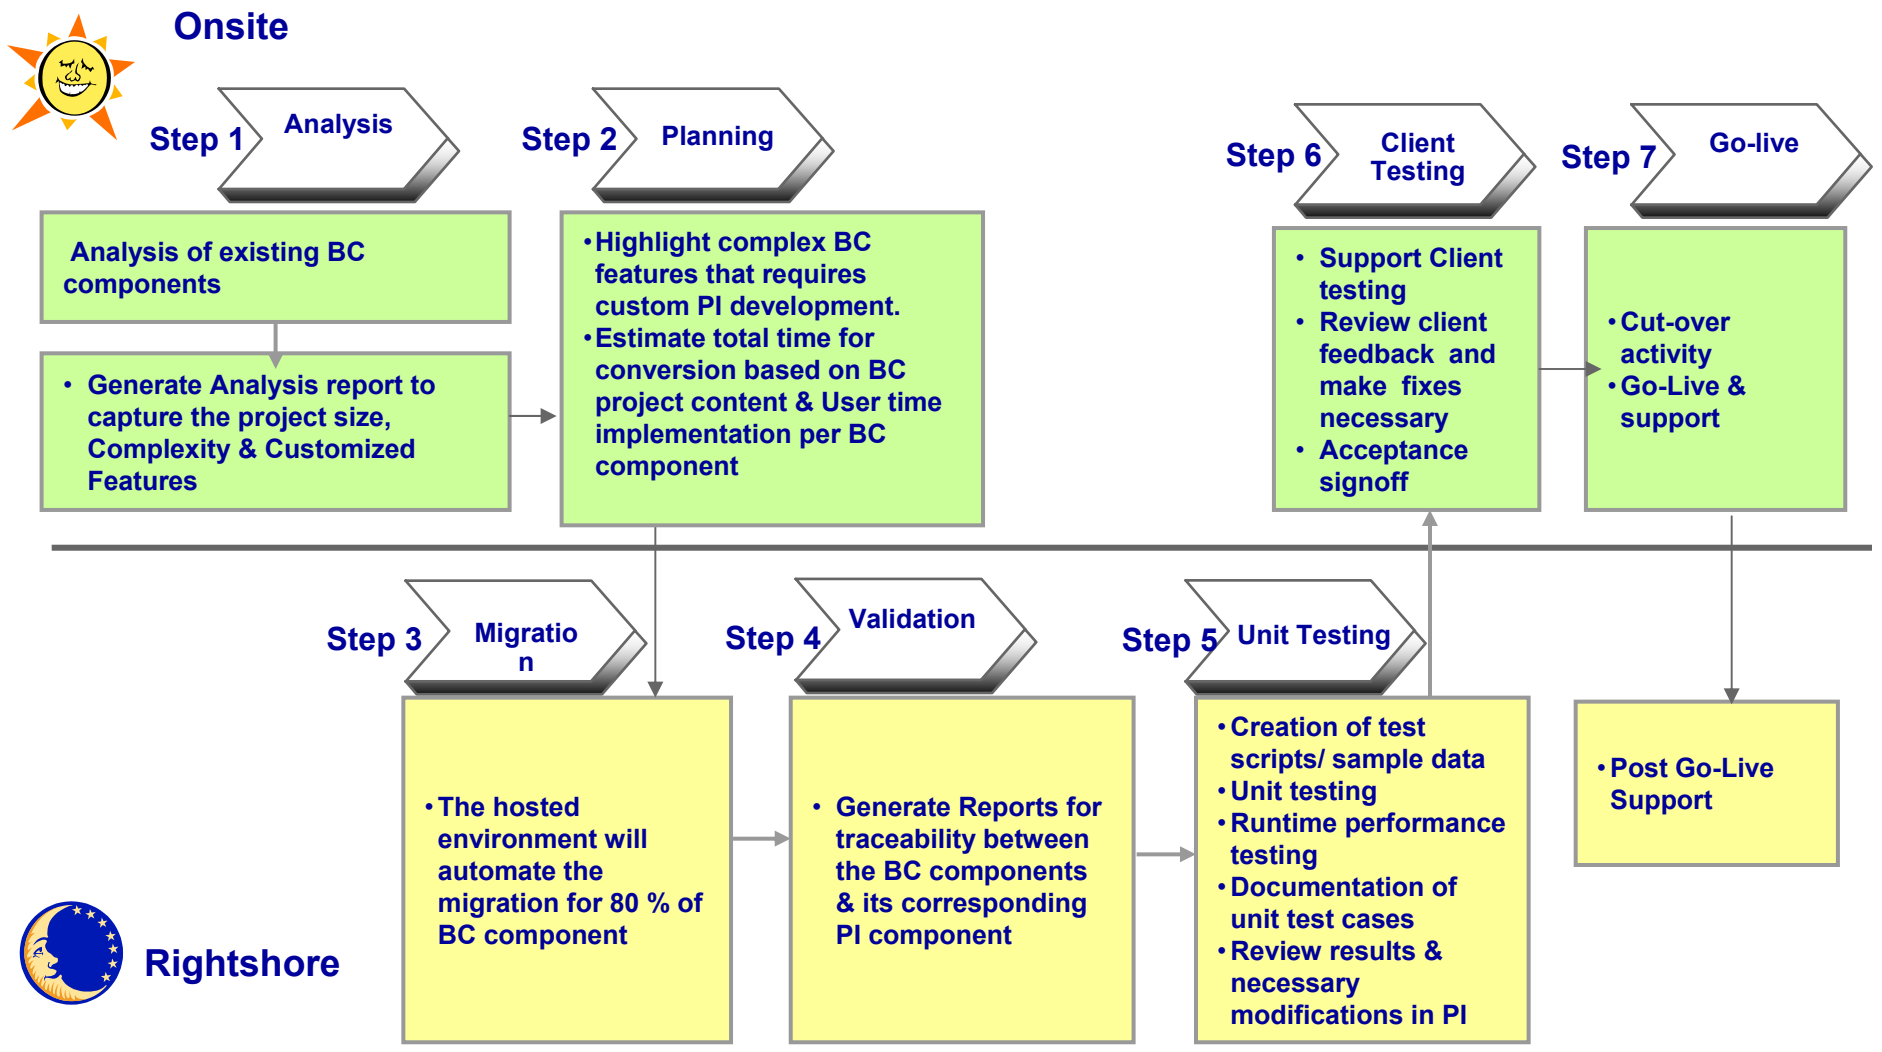 Onsite
Step 1
Analysis
Step 2
Planning
Step 6
Client
Testing
Step 7
Go-live
Analysis of existing BC
components
• Generate Analysis report to
capture the project size,
Complexity & Customized
Features
•Highlight complex BC
features that requires
custom PI development.
•Estimate total time for
conversion based on BC
project content & User time
implementation per BC
component
• Support Client
testing
• Review client
feedback and
make fixes
necessary
• Acceptance
signoff
•Cut-over
activity
•Go-Live &
support
Step 3
Migratio
n
Step 4
Validation
Step 5
Unit Testing
•The hosted
environment will
automate the
migration for 80 % of
BC component
• Generate Reports for
traceability between
the BC components
& its corresponding
PI component
•Creation of test
scripts/ sample data
•Unit testing
•Runtime performance
testing
•Documentation of
unit test cases
•Review results &
necessary
modifications in PI
•Post Go-Live
Support
Rightshore